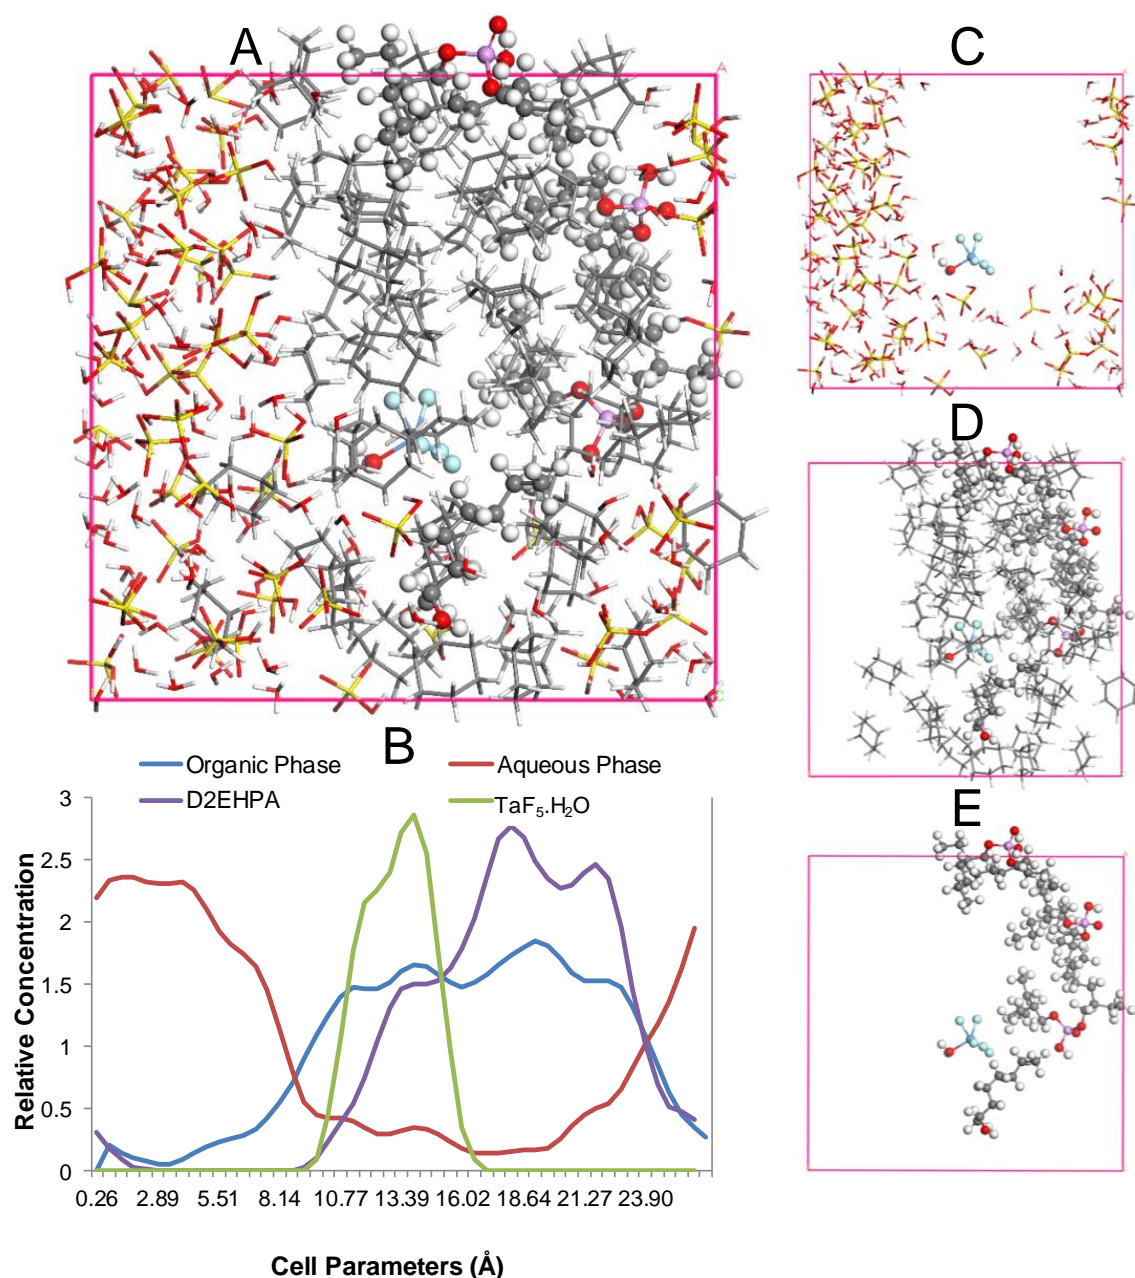 A
C
D
B
Organic Phase
Aqueous Phase
D2EHPA
TaF₅.H₂O
E
3
2.5
2
1.5
1
0.5
0
Relative Concentration
0.26 2.89 5.51 8.14 10.77 13.39 16.02 18.64 21.27 23.90
Cell Parameters (Å)